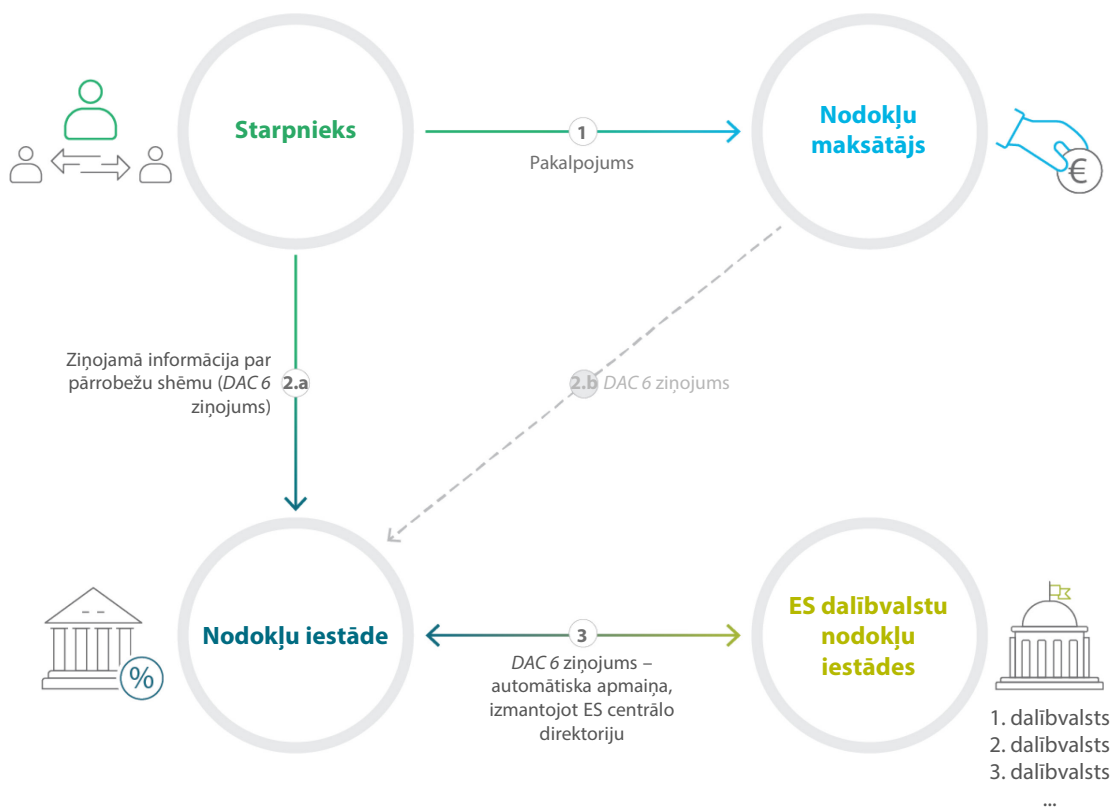 Starpnieks
1
Pakalpojums
Nodokļu
maksātājs
€
Ziņojamā informācija par
pārrobežu shēmu (DAC 6
ziņojums)
2.a
2.b DAC 6 ziņojums
Nodokļu iestāde
%
3
DAC 6 ziņojums –
automātiska apmaiņa,
izmantojot ES centrālo
direktoriju
ES dalībvalstu
nodokļu
iestādes
1. dalībvalsts
2. dalībvalsts
3. dalībvalsts
...